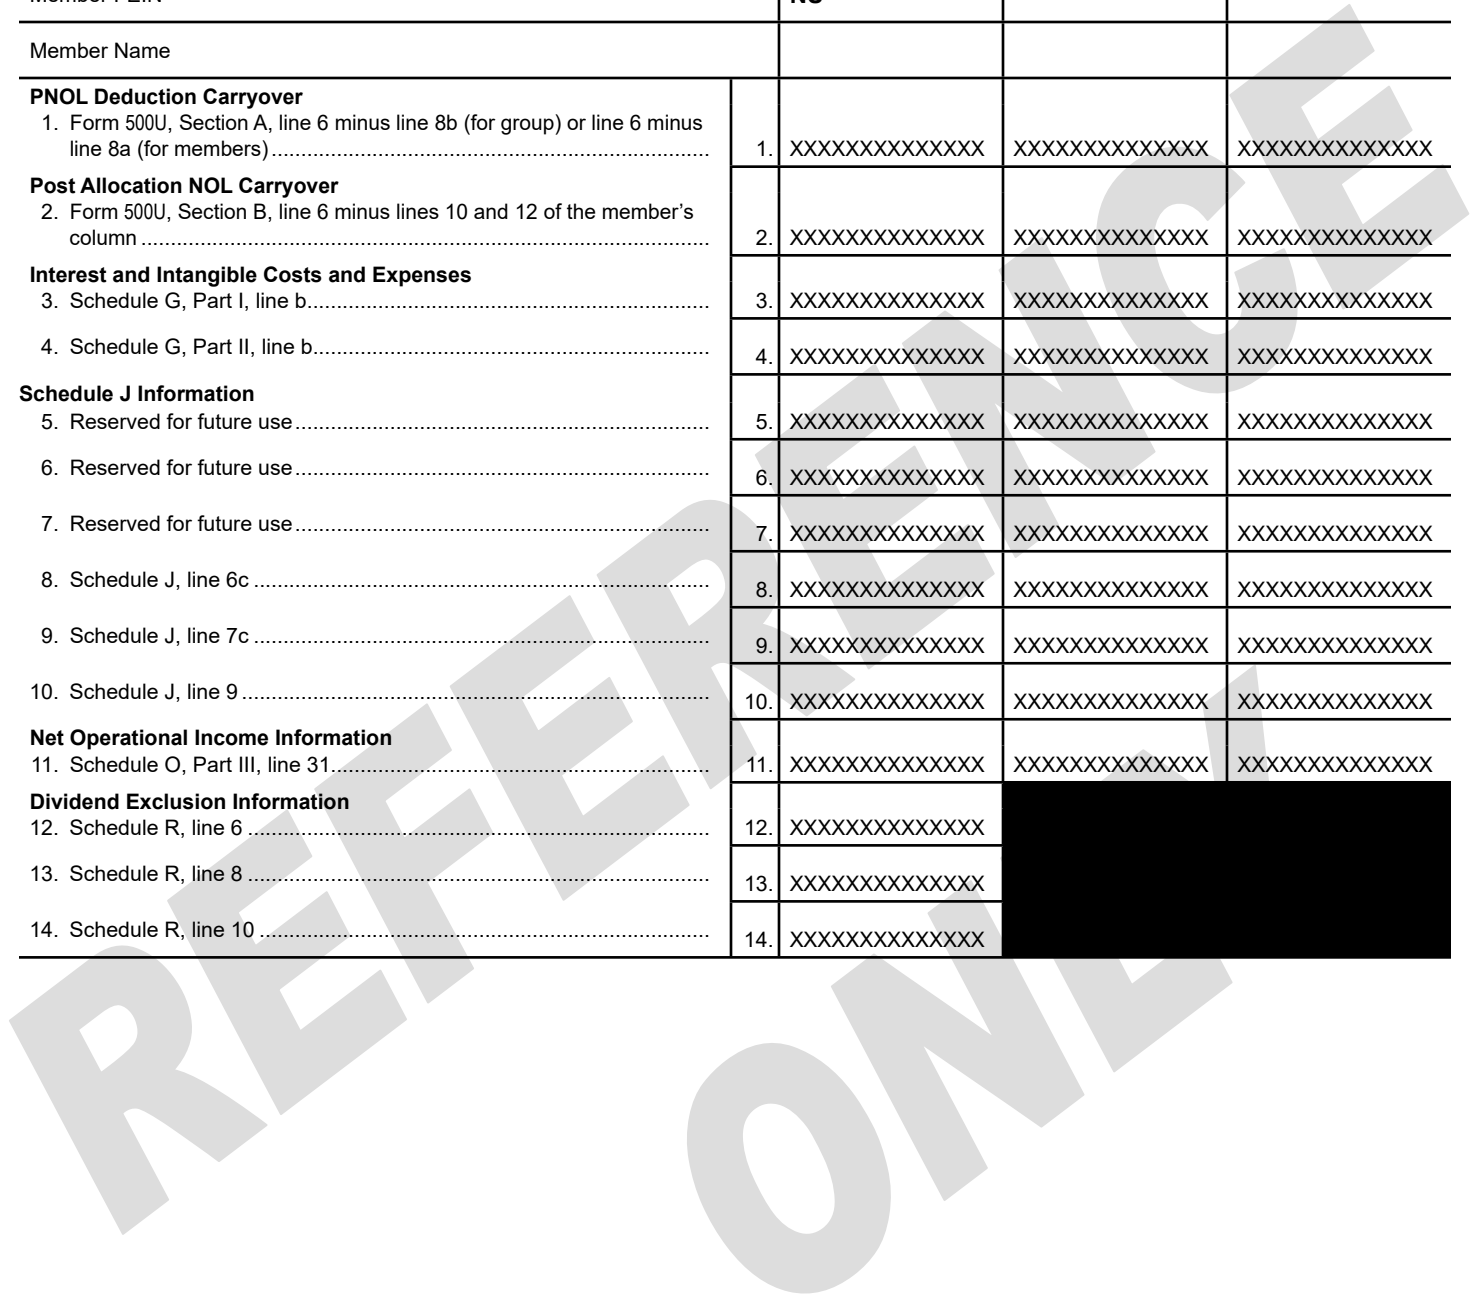 Member Name
PNOL Deduction Carryover
1. Form 500U, Section A, line 6 minus line 8b (for group) or line 6 minus
line 8a (for members) 1. XXXXXXXXXXXXXX XXXXXXXXXXXXXX XXXXXXXXXXXXXX
Post Allocation NOL Carryover
2. Form 500U, Section B, line 6 minus lines 10 and 12 of the member's
column 2. XXXXXXXXXXXXXX XXXXXXXXXXXXXX XXXXXXXXXXXXXX
Interest and Intangible Costs and Expenses
3. Schedule G, Part I, line b 3. XXXXXXXXXXXXXX XXXXXXXXXXXXXX XXXXXXXXXXXXXX
4. Schedule G, Part II, line b 4. XXXXXXXXXXXXXX XXXXXXXXXXXXXX XXXXXXXXXXXXXX
Schedule J Information
5. Reserved for future use 5. XXXXXXXXXXXXXX XXXXXXXXXXXXXX XXXXXXXXXXXXXX
6. Reserved for future use 6. XXXXXXXXXXXXXX XXXXXXXXXXXXXX XXXXXXXXXXXXXX
7. Reserved for future use 7. XXXXXXXXXXXXXX XXXXXXXXXXXXXX XXXXXXXXXXXXXX
8. Schedule J, line 6c 8. XXXXXXXXXXXXXX XXXXXXXXXXXXXX XXXXXXXXXXXXXX
9. Schedule J, line 7c 9. XXXXXXXXXXXXXX XXXXXXXXXXXXXX XXXXXXXXXXXXXX
10. Schedule J, line 9 10. XXXXXXXXXXXXXX XXXXXXXXXXXXXX XXXXXXXXXXXXXX
Net Operational Income Information
11. Schedule O, Part III, line 31 11. XXXXXXXXXXXXXX XXXXXXXXXXXXXX XXXXXXXXXXXXXX
Dividend Exclusion Information
12. Schedule R, line 6 12. XXXXXXXXXXXXXX
13. Schedule R, line 8 13. XXXXXXXXXXXXXX
14. Schedule R, line 10 14. XXXXXXXXXXXXXX
REFERENCE
ONLY